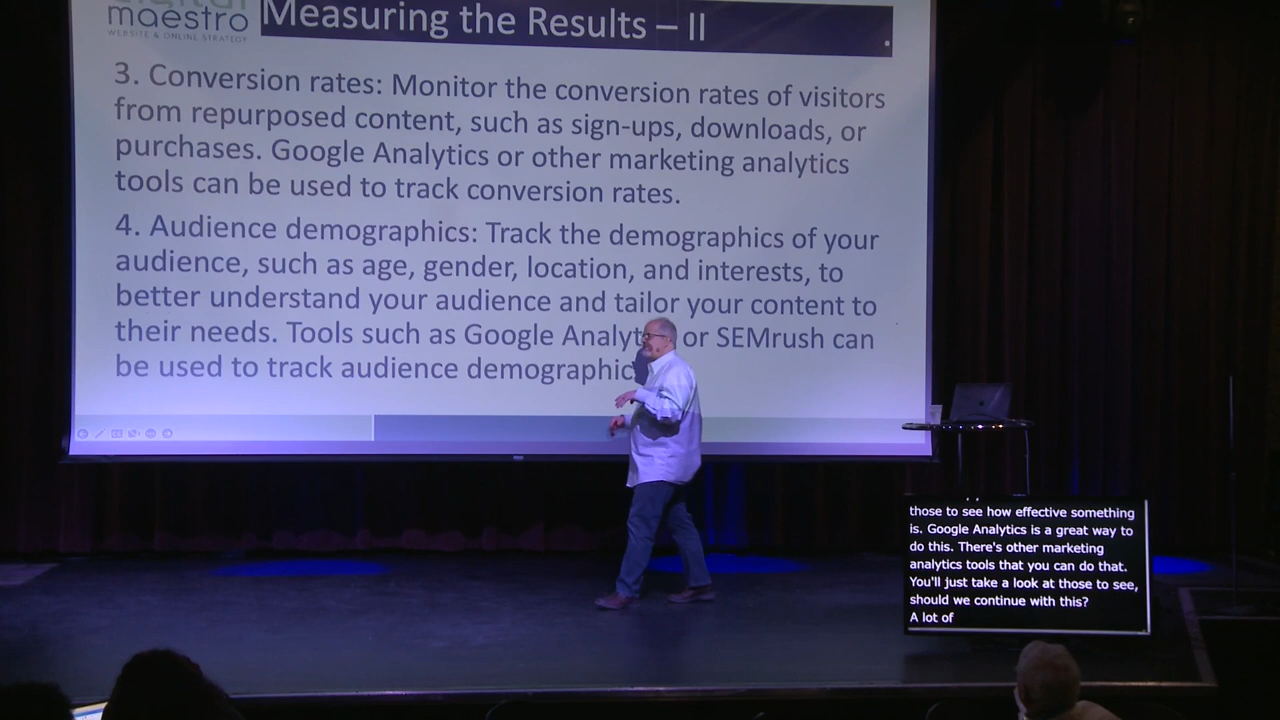 digital
maestro
WEBSITE & ONLINE STRATEGY
Measuring the Results – II
3. Conversion rates: Monitor the conversion rates of visitors
from repurposed content, such as sign-ups, downloads, or
purchases. Google Analytics or other marketing analytics
tools can be used to track conversion rates.
4. Audience demographics: Track the demographics of your
audience, such as age, gender, location, and interests, to
better understand your audience and tailor your content to
their needs. Tools such as Google Analyt or SEMrush can
be used to track audience demographic
those to see how effective something
is. Google Analytics is a great way to
do this. There's other marketing
analytics tools that you can do that.
You'll just take a look at those to see,
should we continue with this?
A lot of